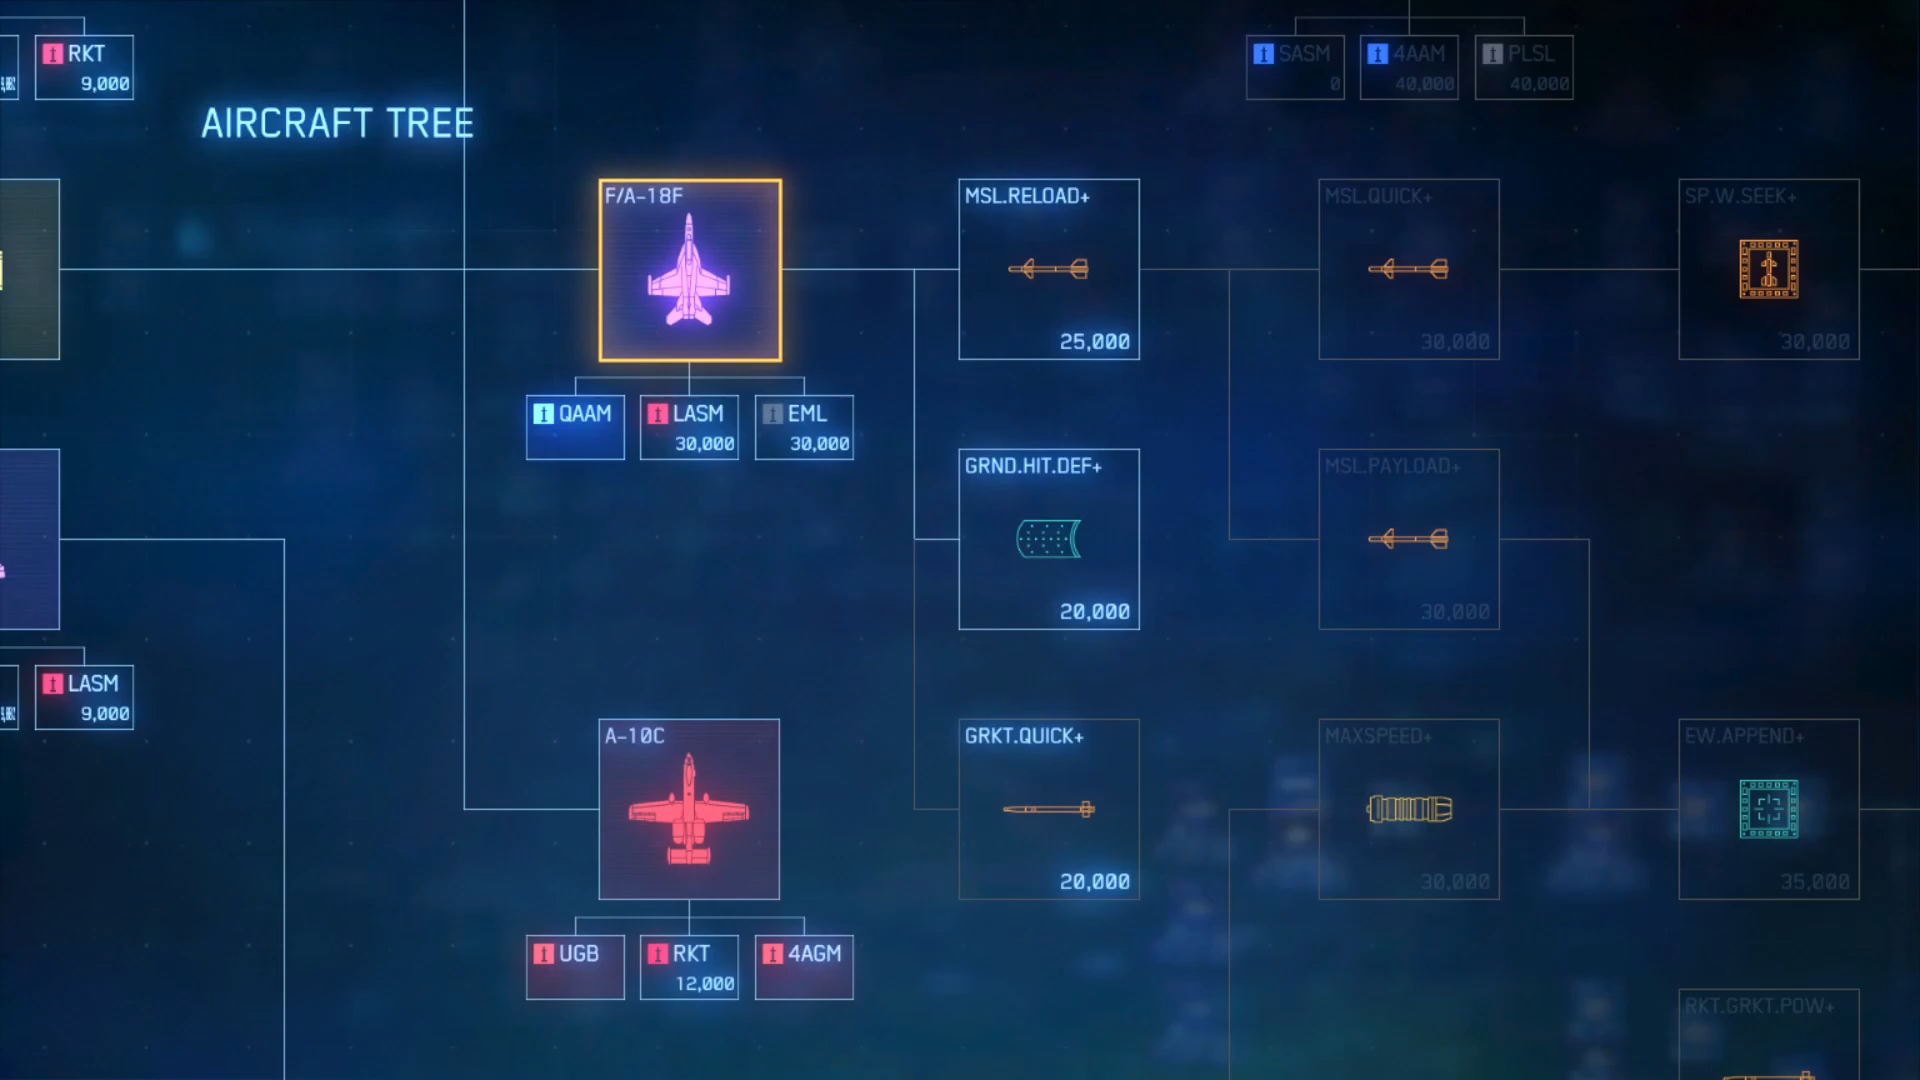 RKT
9,000
SASM
0
4AAM
40,000
PLSL
40,000
AIRCRAFT TREE
F/A-18F
MSL.RELOAD+
25,000
MSL.QUICK+
30,000
SP.W.SEEK+
30,000
QAAM
LASM
30,000
EML
30,000
GRND.HIT.DEF+
20,000
MSL.PAYLOAD+
30,000
LASM
9,000
A-10C
GRKT.QUICK+
20,000
MAXSPEED+
30,000
EW.APPEND+
35,000
UGB
RKT
12,000
4AGM
RKT.GRKT.POW+